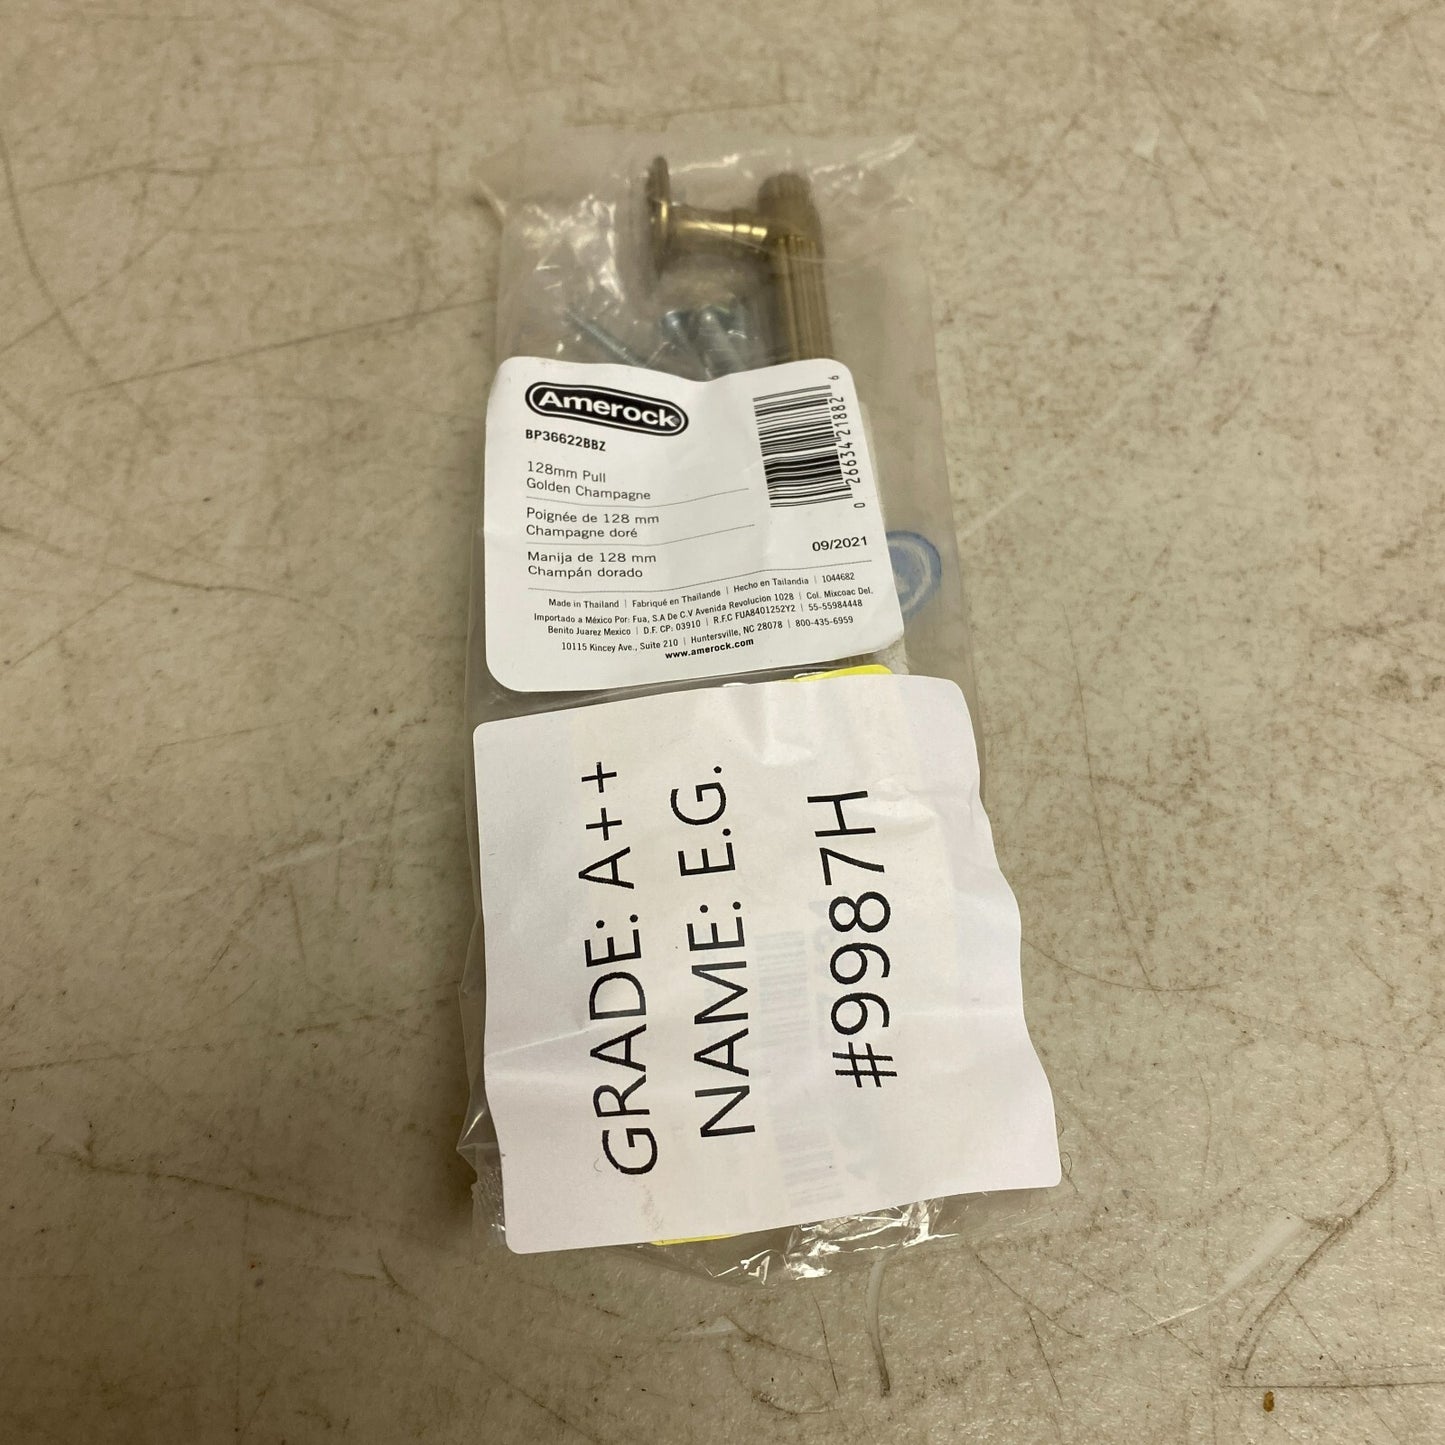 Amerock
BP36622BBZ
128mm Pull
Golden Champagne
Poignée de 128 mm
Champagne doré
Manija de 128 mm
Champán dorado
0 26634 21882 6
09/2021
Made in Thailand | Fabriqué en Thaïlande | Hecho en Tailandia | 1044682
Importado a México Por: Fua, S.A De C.V Avenida Revolucion 1028 | Col. Mixcoac Del.
Benito Juarez Mexico | D.F. CP: 03910 | R.F.C FUA8401252Y2 | 55-55984448
10115 Kincey Ave., Suite 210 | Huntersville, NC 28078 | 800-435-6959
www.amerock.com
GRADE: A++
NAME: E.G.
#9987H